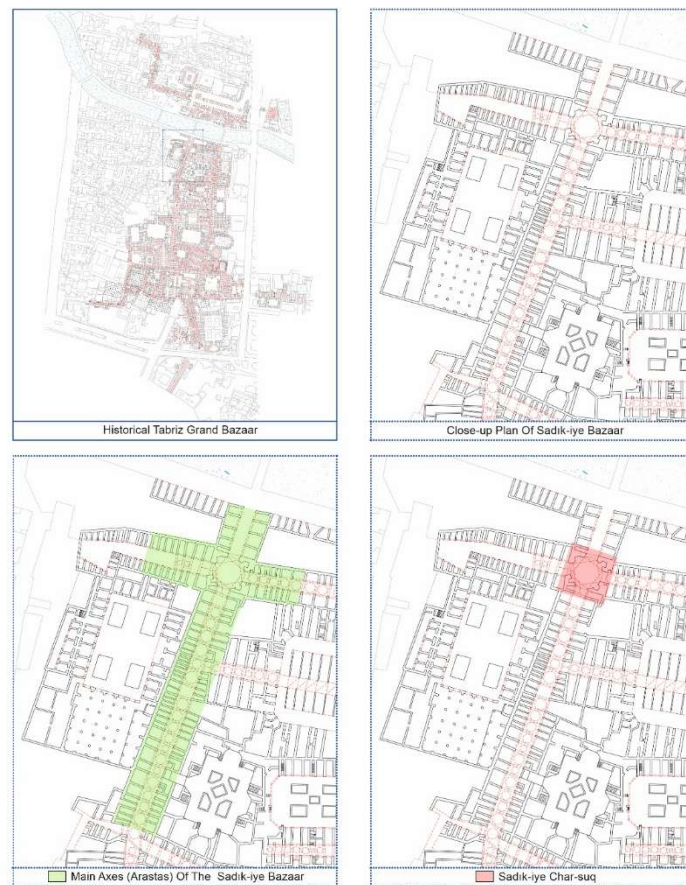 Historical Tabriz Grand Bazaar
Close-up Plan Of Sadık-iye Bazaar
Main Axes (Arastas) Of The Sadık-iye Bazaar
Sadık-iye Char-suq